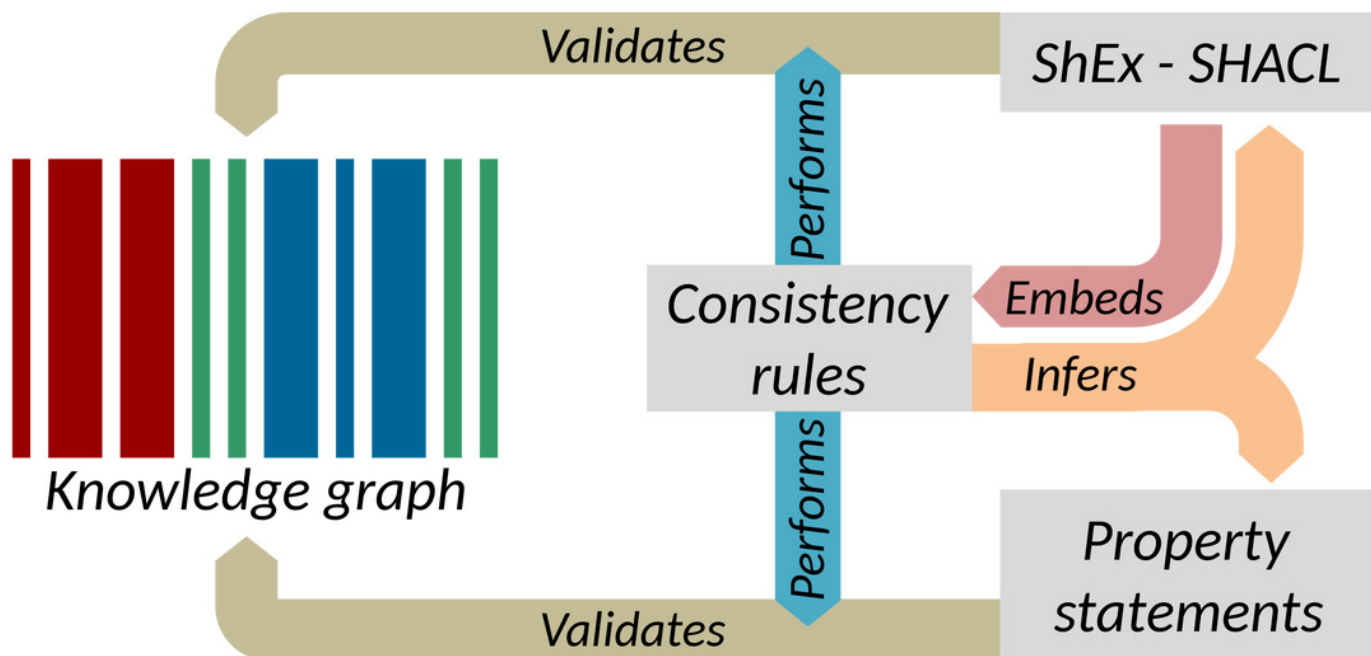 Validates
ShEx - SHACL
Performs
Consistency
rules
Embeds
Infers
Knowledge graph
Performs
Property
statements
Validates